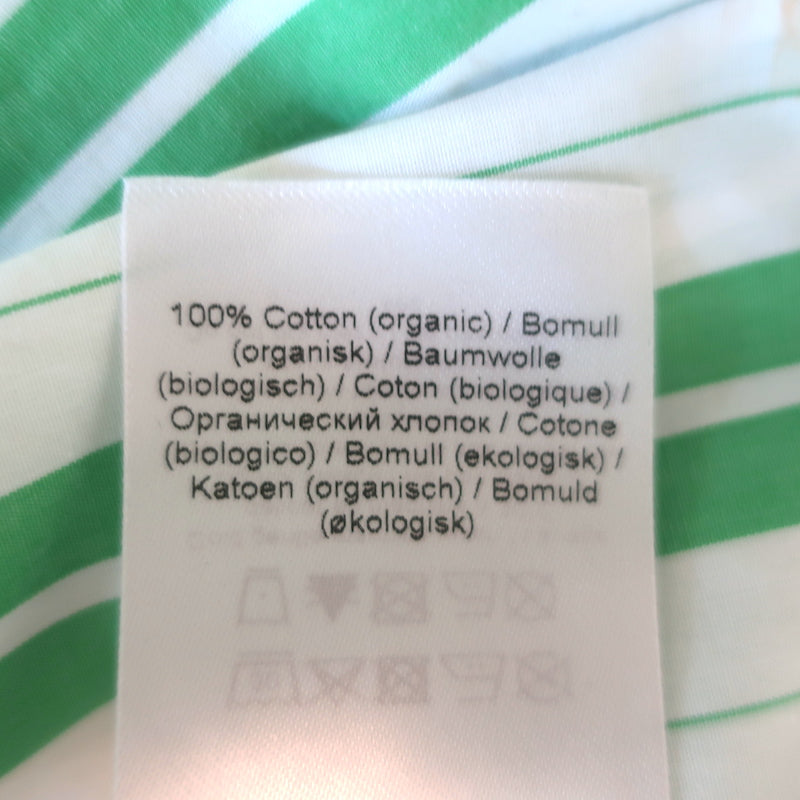 100% Cotton (organic) / Bomull
(organisk) / Baumwolle
(biologisch) / Coton (biologique) /
Органический хлопок / Cotone
(biologico) / Bomull (ekologisk) /
Katoen (organisch) / Bomuld
(økologisk)